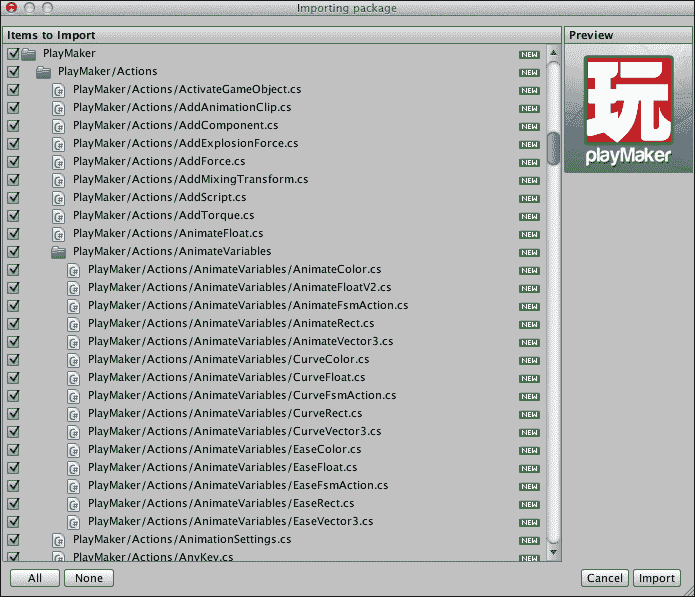 Importing package
Items to Import
Preview
PlayMaker NEW
PlayMaker/Actions NEW
PlayMaker/Actions/ActivateGameObject.cs NEW
PlayMaker/Actions/AddAnimationClip.cs NEW
PlayMaker/Actions/AddComponent.cs NEW
PlayMaker/Actions/AddExplosionForce.cs NEW
PlayMaker/Actions/AddForce.cs NEW
PlayMaker/Actions/AddMixingTransform.cs NEW
PlayMaker/Actions/AddScript.cs NEW
PlayMaker/Actions/AddTorque.cs NEW
PlayMaker/Actions/AnimateFloat.cs NEW
PlayMaker/Actions/AnimateVariables NEW
PlayMaker/Actions/AnimateVariables/AnimateColor.cs NEW
PlayMaker/Actions/AnimateVariables/AnimateFloatV2.cs NEW
PlayMaker/Actions/AnimateVariables/AnimateFsmAction.cs NEW
PlayMaker/Actions/AnimateVariables/AnimateRect.cs NEW
PlayMaker/Actions/AnimateVariables/AnimateVector3.cs NEW
PlayMaker/Actions/AnimateVariables/CurveColor.cs NEW
PlayMaker/Actions/AnimateVariables/CurveFloat.cs NEW
PlayMaker/Actions/AnimateVariables/CurveFsmAction.cs NEW
PlayMaker/Actions/AnimateVariables/CurveRect.cs NEW
PlayMaker/Actions/AnimateVariables/CurveVector3.cs NEW
PlayMaker/Actions/AnimateVariables/EaseColor.cs NEW
PlayMaker/Actions/AnimateVariables/EaseFloat.cs NEW
PlayMaker/Actions/AnimateVariables/EaseFsmAction.cs NEW
PlayMaker/Actions/AnimateVariables/EaseRect.cs NEW
PlayMaker/Actions/AnimateVariables/EaseVector3.cs NEW
PlayMaker/Actions/AnimationSettings.cs NEW
PlayMaker/Actions/AnyKey.cs NEW
玩
playMaker
All
None
Cancel
Import